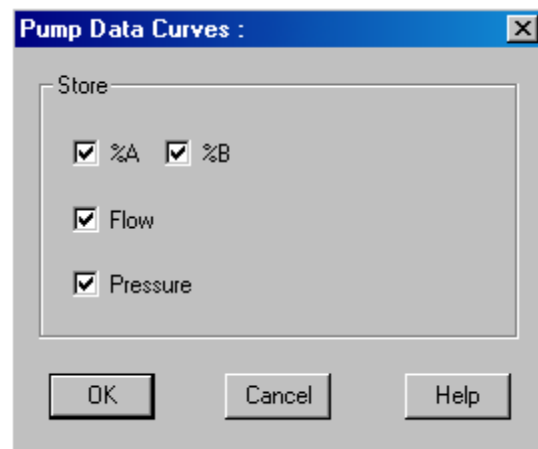 Pump Data Curves :
Store
%A %B
Flow
Pressure
OK Cancel Help